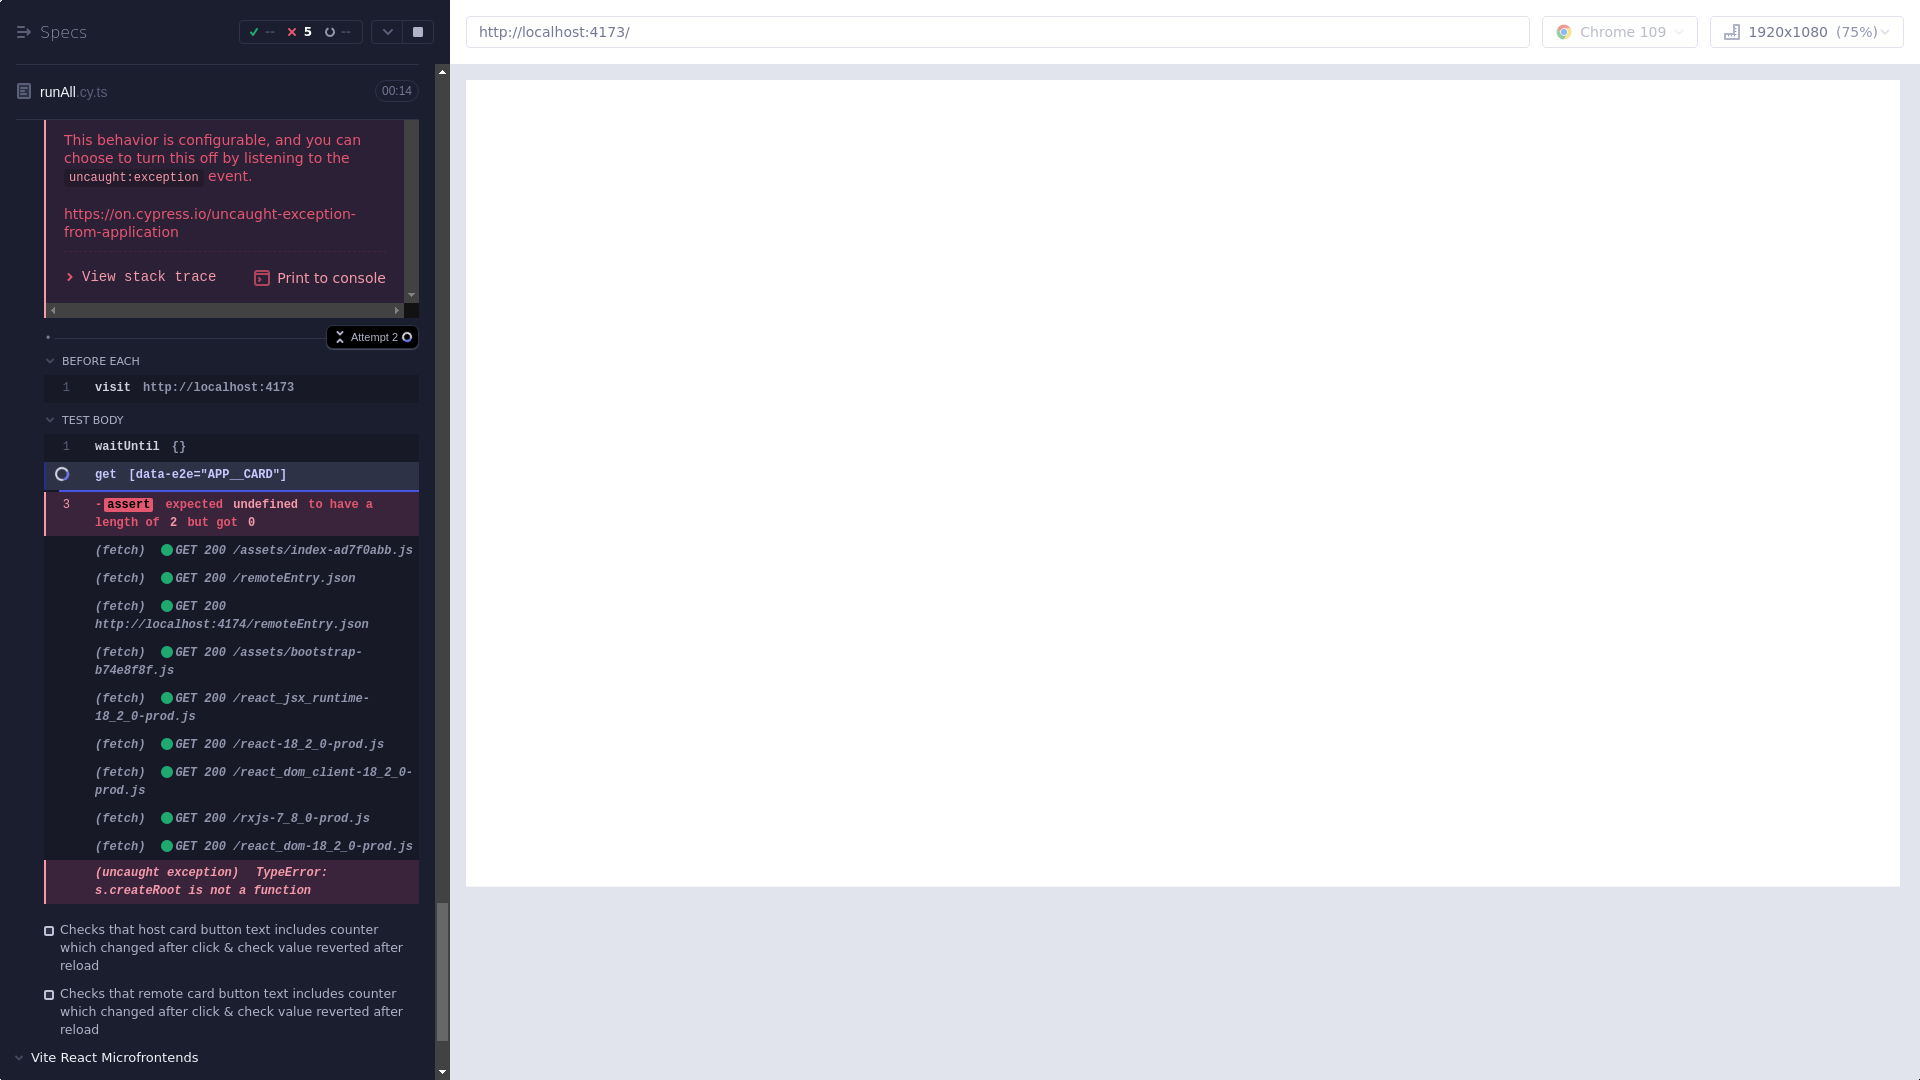 Specs
-- 5 --
runAll.cy.ts
00:14
This behavior is configurable, and you can
choose to turn this off by listening to the
uncaught:exception event.
https://on.cypress.io/uncaught-exception-
from-application
View stack trace
Print to console
Attempt 2
BEFORE EACH
1 visit http://localhost:4173
TEST BODY
1 waitUntil {}
get [data-e2e="APP__CARD"]
3 -assert expected undefined to have a
length of 2 but got 0
(fetch) GET 200 /assets/index-ad7f0abb.js
(fetch) GET 200 /remoteEntry.json
(fetch) GET 200
http://localhost:4174/remoteEntry.json
(fetch) GET 200 /assets/bootstrap-
b74e8f8f.js
(fetch) GET 200 /react_jsx_runtime-
18_2_0-prod.js
(fetch) GET 200 /react-18_2_0-prod.js
(fetch) GET 200 /react_dom_client-18_2_0-
prod.js
(fetch) GET 200 /rxjs-7_8_0-prod.js
(fetch) GET 200 /react_dom-18_2_0-prod.js
(uncaught exception) TypeError:
s.createRoot is not a function
Checks that host card button text includes counter
which changed after click & check value reverted after
reload
Checks that remote card button text includes counter
which changed after click & check value reverted after
reload
Vite React Microfrontends
http://localhost:4173/
Chrome 109
1920x1080 (75%)